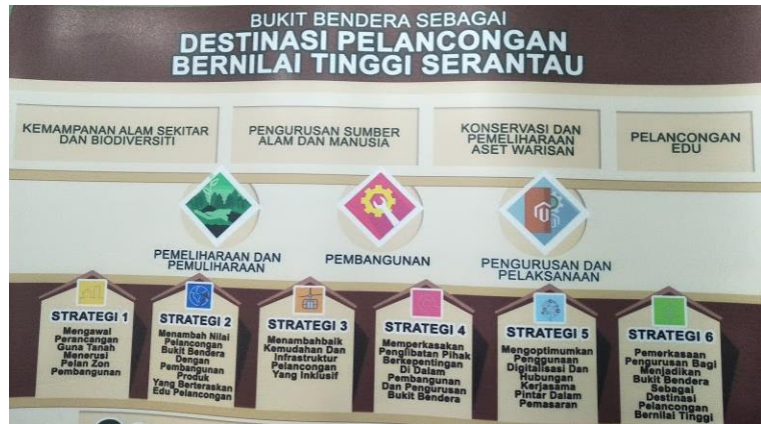 BUKIT BENDERA SEBAGAI
DESTINASI PELANCONGAN
BERNILAI TINGGI SERANTAU
KEMAMPANAN ALAM SEKITAR
DAN BIODIVERSITI
PENGURUSAN SUMBER
ALAM DAN MANUSIA
KONSERVASI DAN
PEMELIHARAAN
ASET WARISAN
PELANCONGAN
EDU
PEMELIHARAAN DAN
PEMULIHARAAN
PEMBANGUNAN
PENGURUSAN DAN
PELAKSANAAN
STRATEGI 1
Mengawal
Perancangan
Guna Tanah
Menerusi
Pelan Zon
Pembangunan
STRATEGI 2
Menambah Nilai
Pelancongan
Bukit Bendera
Dengan
Pembangunan
Produk
Yang Berteraskan
Edu Pelancongan
STRATEGI 3
Menambahbaik
Kemudahan Dan
Infrastruktur
Pelancongan
Yang Inklusif
STRATEGI 4
Memperkasakan
Penglibatan Pihak
Berkepentingan
Di Dalam
Pembangunan
Dan Pengurusan
Bukit Bendera
STRATEGI 5
Mengoptimumkan
Penggunaan
Digitalisasi Dan
Hubungan
Kerjasama
Pintar Dalam
Pemasaran
STRATEGI 6
Pemerkasaan
Pengurusan Bagi
Menjadikan
Bukit Bendera
Sebagai
Destinasi
Pelancongan
Bernilai Tinggi